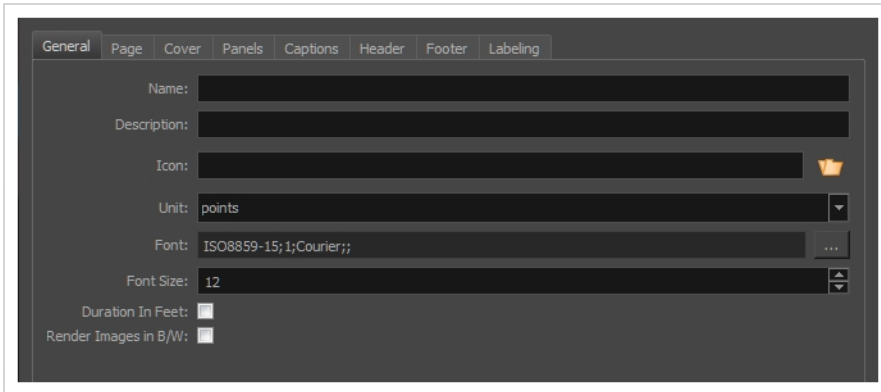 General Page Cover Panels Captions Header Footer Labeling
Name:
Description:
Icon:
Unit: points
Font: ISO8859-15;1;Courier;; ...
Font Size: 12
Duration In Feet:
Render Images in B/W: